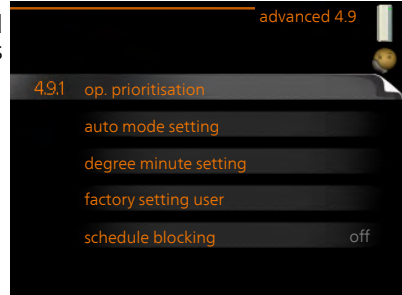 advanced 4.9
4.9.1 op. prioritisation
auto mode setting
degree minute setting
factory setting user
schedule blocking off